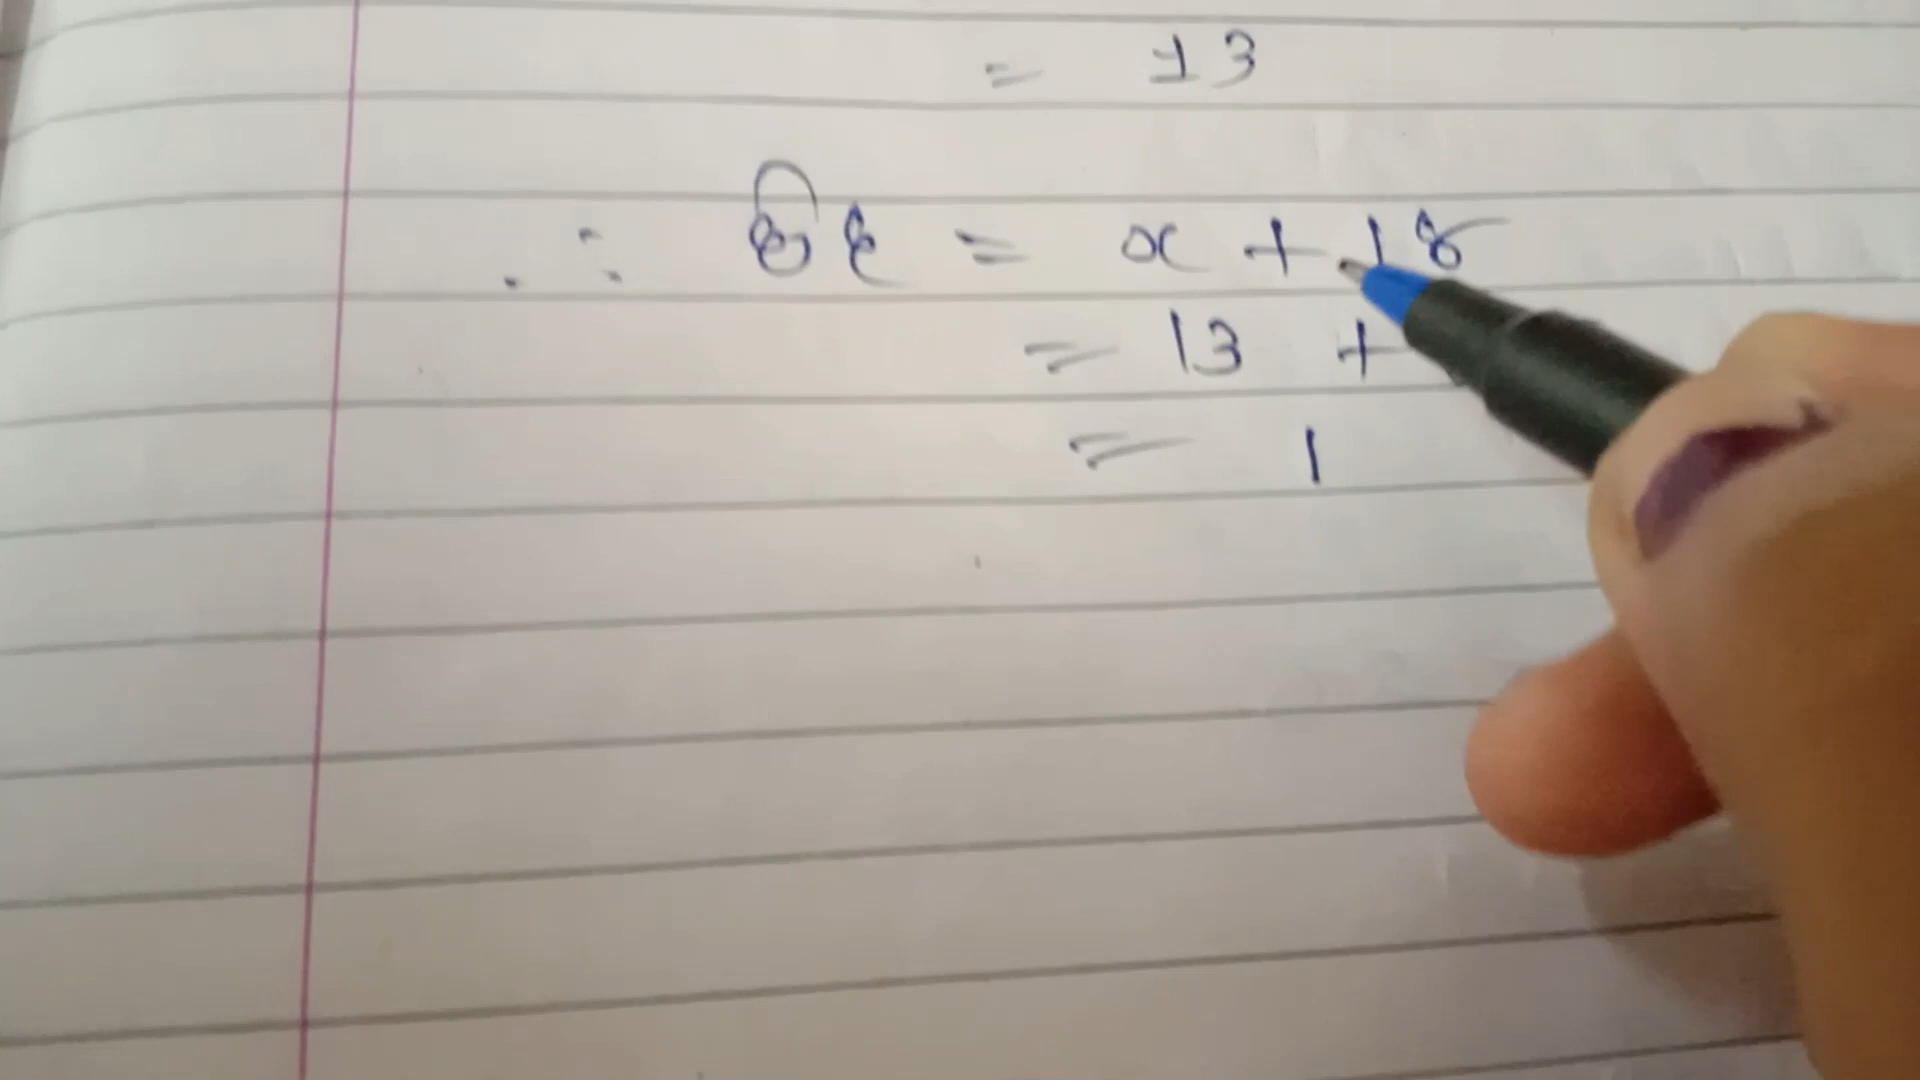 = 13
= x + 18
= 13 +
= 1